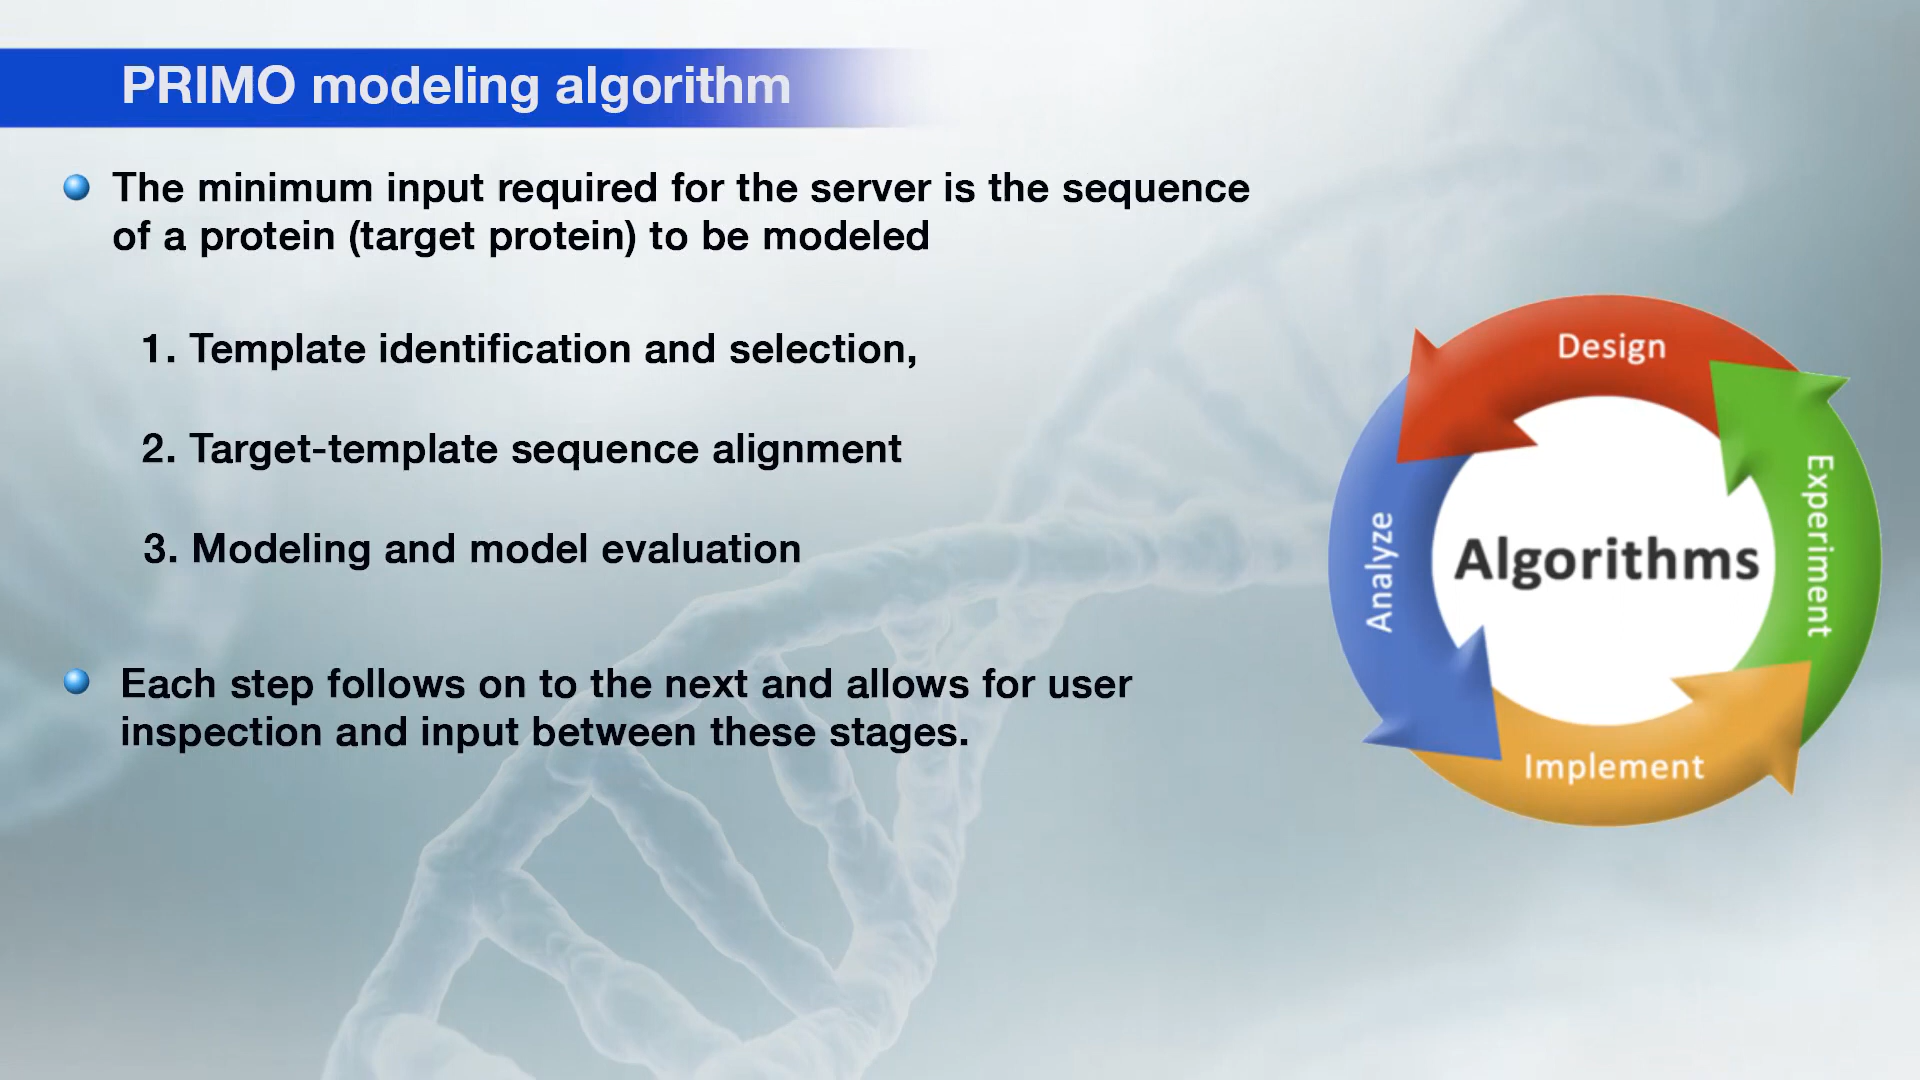 PRIMO modeling algorithm
The minimum input required for the server is the sequence
of a protein (target protein) to be modeled
1. Template identification and selection,
2. Target-template sequence alignment
3. Modeling and model evaluation
Each step follows on to the next and allows for user
inspection and input between these stages.
Design
Experiment
Analyze
Algorithms
Implement